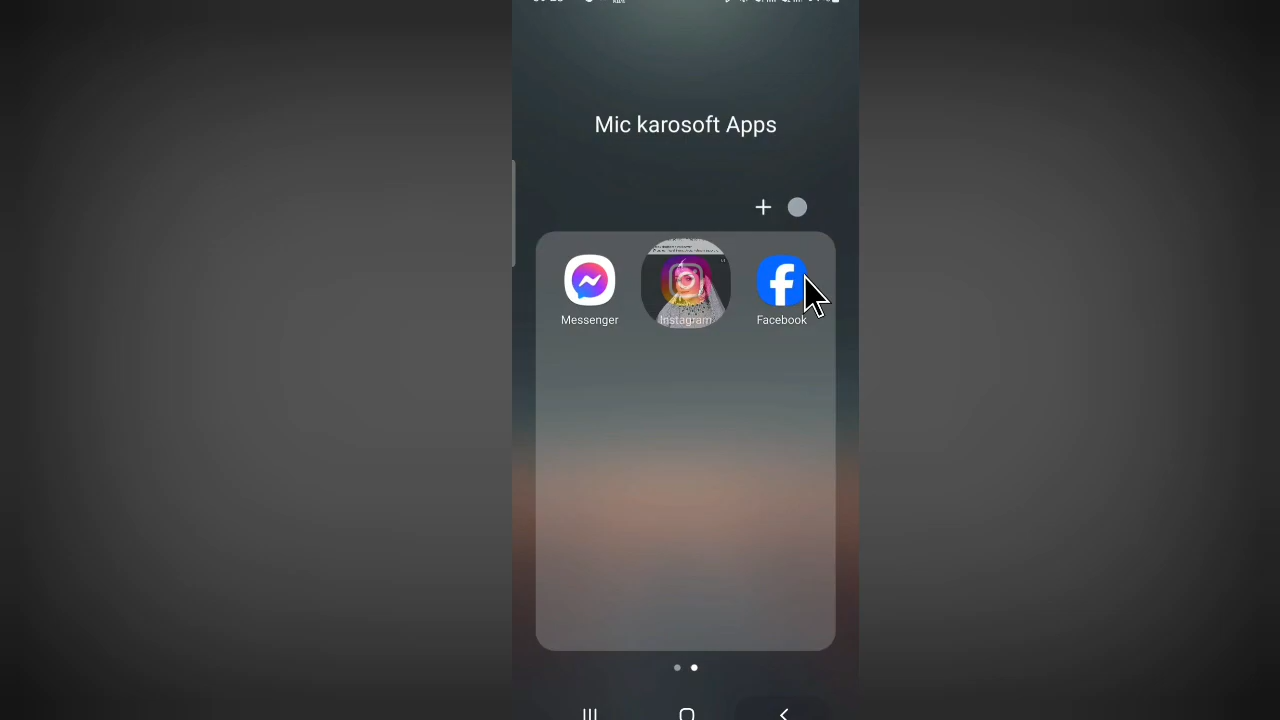 Mic karosoft Apps
Messenger
Instagram
Facebook